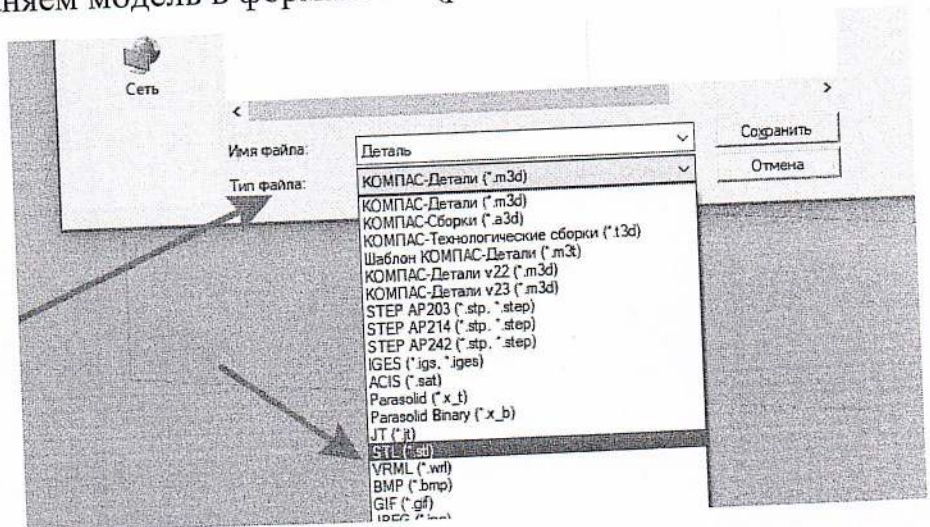 няем модель в форма
Сеть
Имя файла: Деталь Сохранить
Тип файла: КОМПАС-Детали (*.m3d) Отмена
КОМПАС-Детали (*.m3d)
КОМПАС-Сборки (*.a3d)
КОМПАС-Технологические сборки (*.t3d)
Шаблон КОМПАС-Детали (*.m3t)
КОМПАС-Детали v22 (*.m3d)
КОМПАС-Детали v23 (*.m3d)
STEP AP203 (*.stp, *.step)
STEP AP214 (*.stp, *.step)
STEP AP242 (*.stp, *.step)
IGES (*.igs, *.iges)
ACIS (*.sat)
Parasolid (*.x_t)
Parasolid Binary (*.x_b)
JT (*.jt)
STL (*.stl)
VRML (*.wrl)
BMP (*.bmp)
GIF (*.gif)